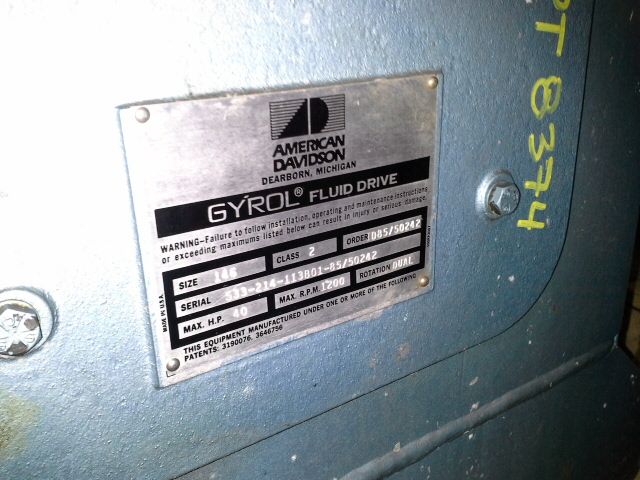 AMERICAN
DAVIDSON
DEARBORN, MICHIGAN
GYROL® FLUID DRIVE
WARNING-Failure to follow installation, operating and maintenance instructions
or exceeding maximums listed below can result in injury or serious damage.
SIZE 146 CLASS 2 ORDER D85/50242
SERIAL 533-214-113B01-85/50242
MAX. H.P. 40 MAX. R.P.M. 1200 ROTATION DUAL
THIS EQUIPMENT MANUFACTURED UNDER ONE OR MORE OF THE FOLLOWING
PATENTS: 3190076, 3646756
MADE IN U.S.A.
PT 8374